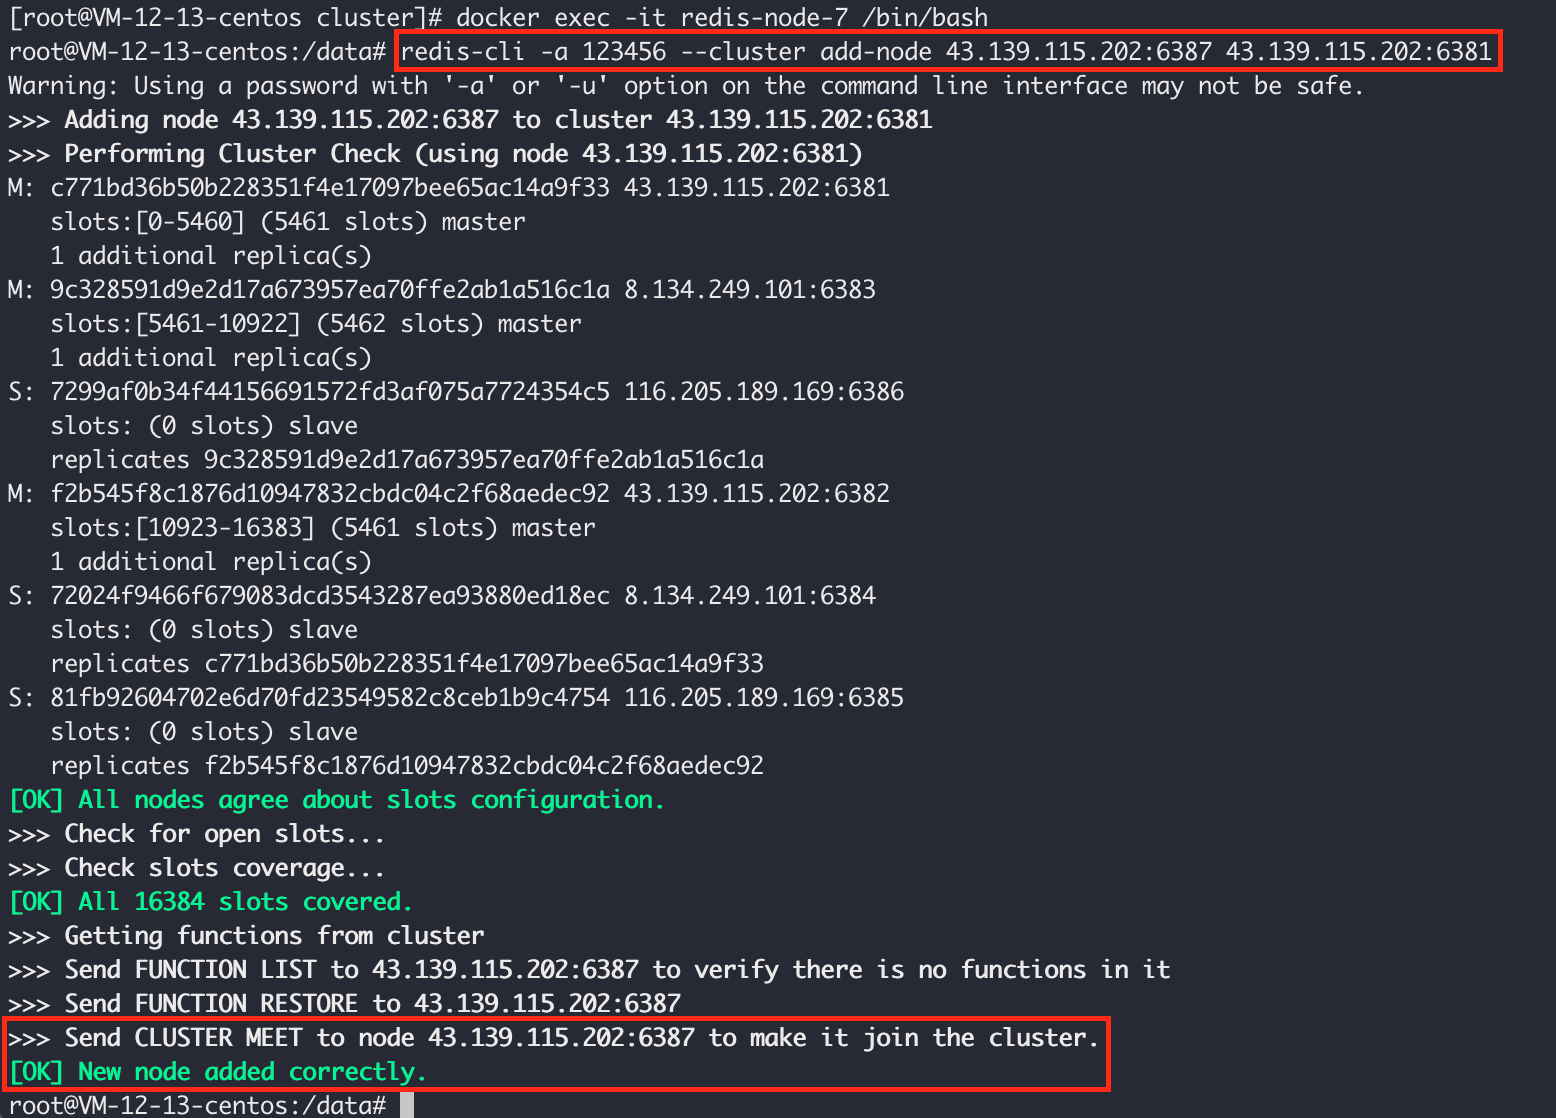 [root@VM-12-13-centos cluster]# docker exec -it redis-node-7 /bin/bash
root@VM-12-13-centos:/data# redis-cli -a 123456 --cluster add-node 43.139.115.202:6387 43.139.115.202:6381
Warning: Using a password with '-a' or '-u' option on the command line interface may not be safe.
>>> Adding node 43.139.115.202:6387 to cluster 43.139.115.202:6381
>>> Performing Cluster Check (using node 43.139.115.202:6381)
M: c771bd36b50b228351f4e17097bee65ac14a9f33 43.139.115.202:6381
   slots:[0-5460] (5461 slots) master
   1 additional replica(s)
M: 9c328591d9e2d17a673957ea70ffe2ab1a516c1a 8.134.249.101:6383
   slots:[5461-10922] (5462 slots) master
   1 additional replica(s)
S: 7299af0b34f44156691572fd3af075a7724354c5 116.205.189.169:6386
   slots: (0 slots) slave
   replicates 9c328591d9e2d17a673957ea70ffe2ab1a516c1a
M: f2b545f8c1876d10947832cbdc04c2f68aedec92 43.139.115.202:6382
   slots:[10923-16383] (5461 slots) master
   1 additional replica(s)
S: 72024f9466f679083dcd3543287ea93880ed18ec 8.134.249.101:6384
   slots: (0 slots) slave
   replicates c771bd36b50b228351f4e17097bee65ac14a9f33
S: 81fb92604702e6d70fd23549582c8ceb1b9c4754 116.205.189.169:6385
   slots: (0 slots) slave
   replicates f2b545f8c1876d10947832cbdc04c2f68aedec92
[OK] All nodes agree about slots configuration.
>>> Check for open slots...
>>> Check slots coverage...
[OK] All 16384 slots covered.
>>> Getting functions from cluster
>>> Send FUNCTION LIST to 43.139.115.202:6387 to verify there is no functions in it
>>> Send FUNCTION RESTORE to 43.139.115.202:6387
>>> Send CLUSTER MEET to node 43.139.115.202:6387 to make it join the cluster.
[OK] New node added correctly.
root@VM-12-13-centos:/data#